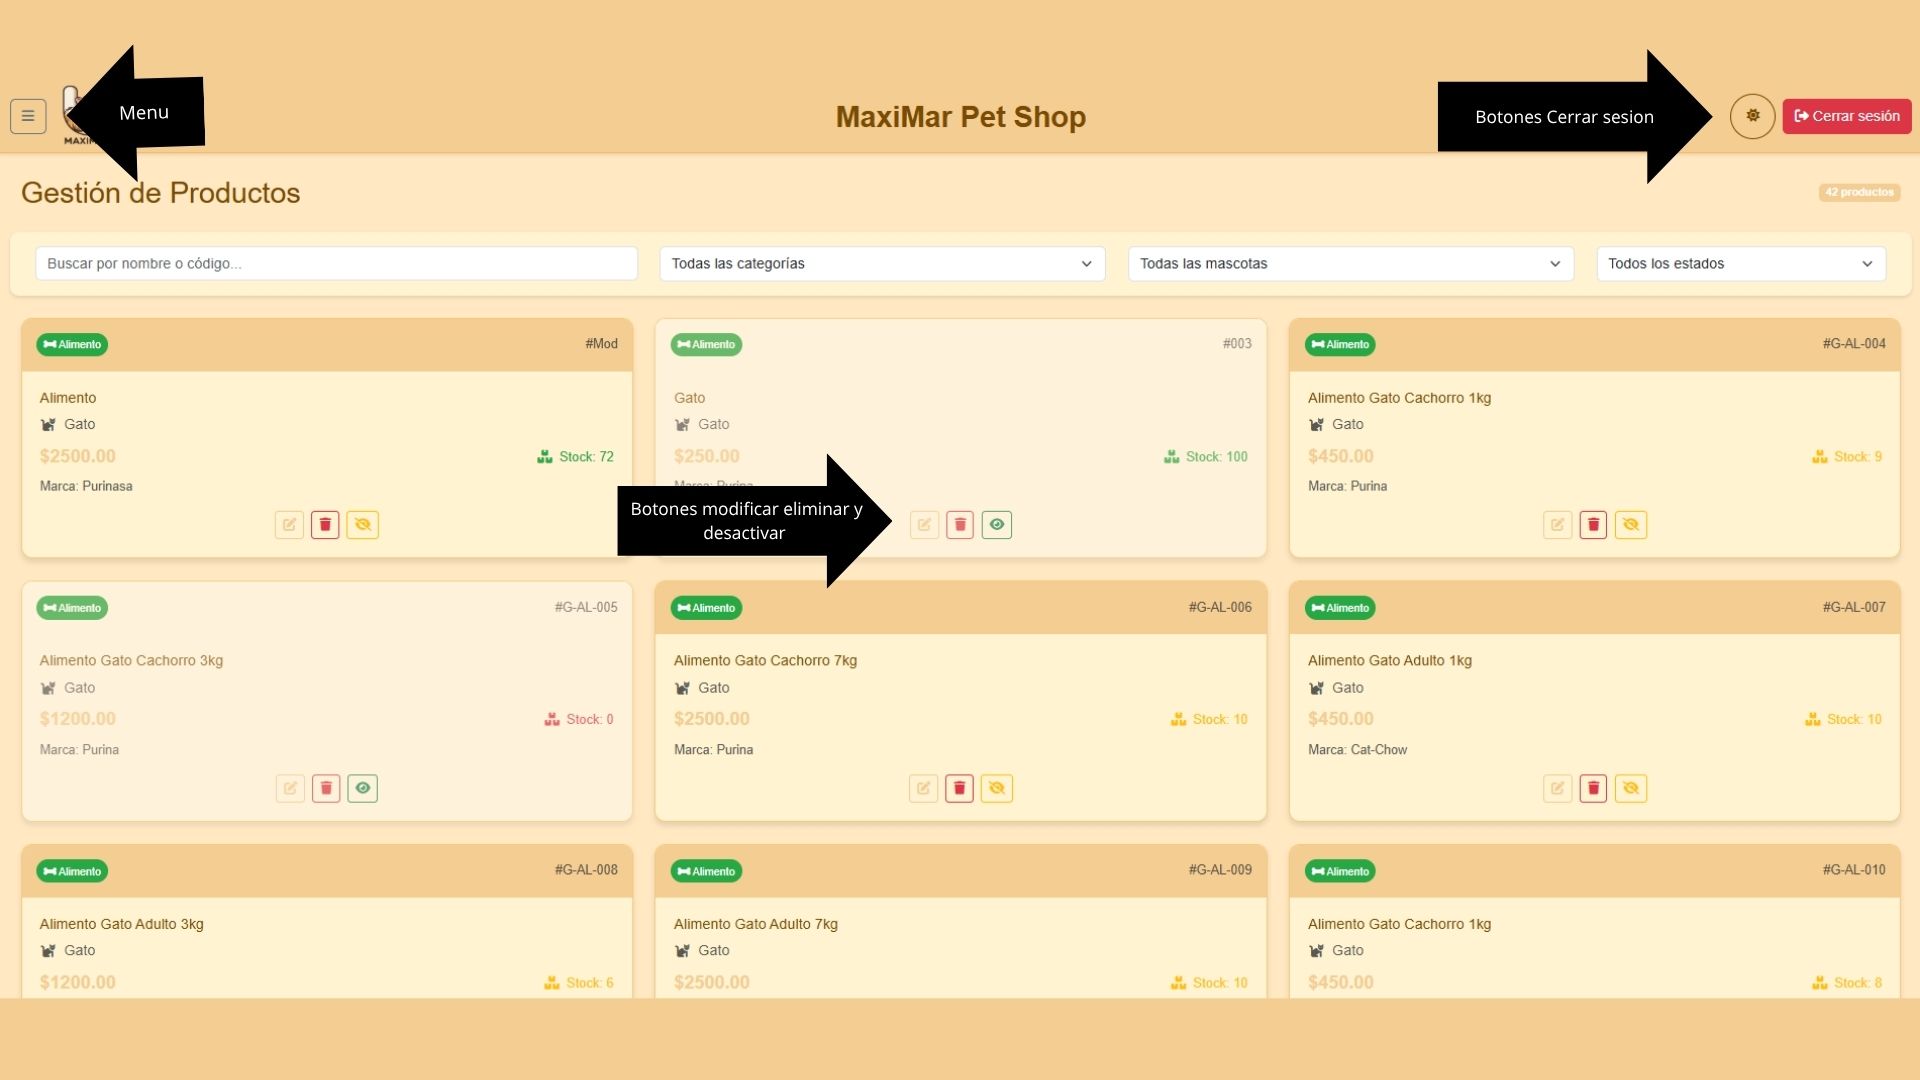 Menu
MaxiMar Pet Shop
Botones Cerrar sesion
Cerrar sesión
Gestión de Productos
42 productos
Buscar por nombre o código...
Todas las categorías
Todas las mascotas
Todos los estados
Alimento
#Mod
Alimento
Gato
$2500.00
Stock: 72
Marca: Purinasa
Alimento
#003
Gato
Gato
$250.00
Stock: 100
Marca: Purina
Botones modificar eliminar y
desactivar
Alimento
#G-AL-004
Alimento Gato Cachorro 1kg
Gato
$450.00
Stock: 9
Marca: Purina
Alimento
#G-AL-005
Alimento Gato Cachorro 3kg
Gato
$1200.00
Stock: 0
Marca: Purina
Alimento
#G-AL-006
Alimento Gato Cachorro 7kg
Gato
$2500.00
Stock: 10
Marca: Purina
Alimento
#G-AL-007
Alimento Gato Adulto 1kg
Gato
$450.00
Stock: 10
Marca: Cat-Chow
Alimento
#G-AL-008
Alimento Gato Adulto 3kg
Gato
$1200.00
Stock: 6
Alimento
#G-AL-009
Alimento Gato Adulto 7kg
Gato
$2500.00
Stock: 10
Alimento
#G-AL-010
Alimento Gato Cachorro 1kg
Gato
$450.00
Stock: 8